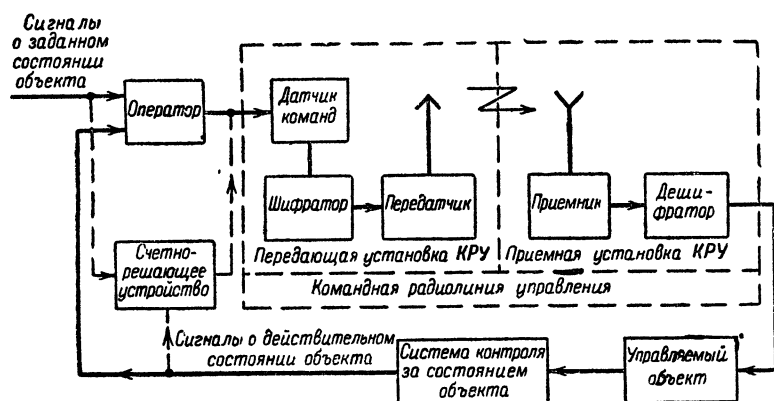 Сигналы
о заданном
состоянии
объекта
Оператор
Датчик
команд
Шифратор
Передатчик
Приемник
Деши-
фратор
Передающая установка КРУ
Приемная установка КРУ
Командная радиолиния управления
Счетно-
решающее
устройство
Сигналы о действительном
состоянии объекта
Система контроля
за состоянием
объекта
Управляемый
объект